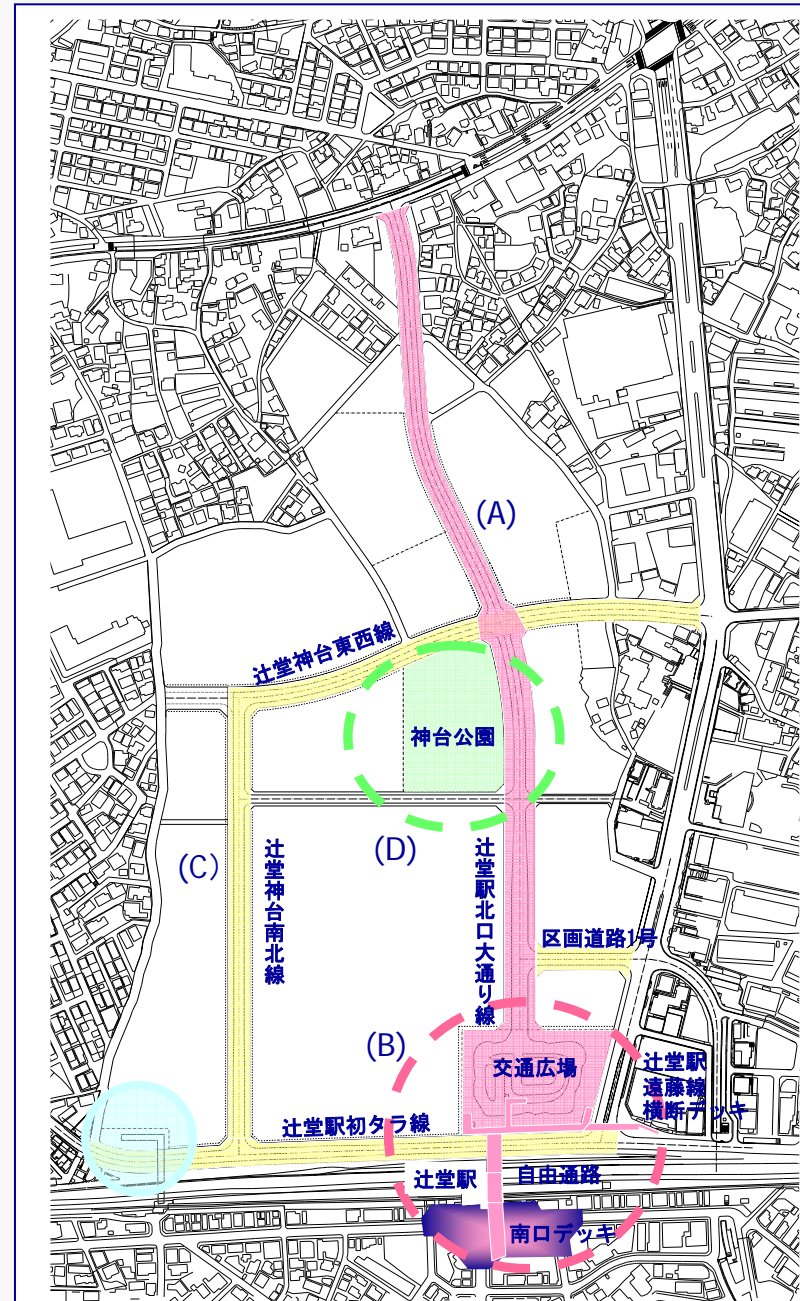 (A)
辻堂神台東西線
神台公園
(D)
(C)
辻堂神台南北線
辻堂駅北口大通り線
区画道路1号
(B)
交通広場
辻堂駅
遠藤線
横断デッキ
辻堂駅初タラ線
辻堂駅
自由通路
南口デッキ